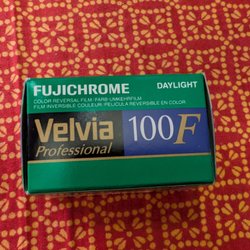 FUJICHROME DAYLIGHT
COLOR REVERSAL FILM / FARB-UMKEHRFILM
FILM INVERSIBLE COULEUR / PELICULA REVERSIBLE EN COLOR
Velvia 100F
Professional